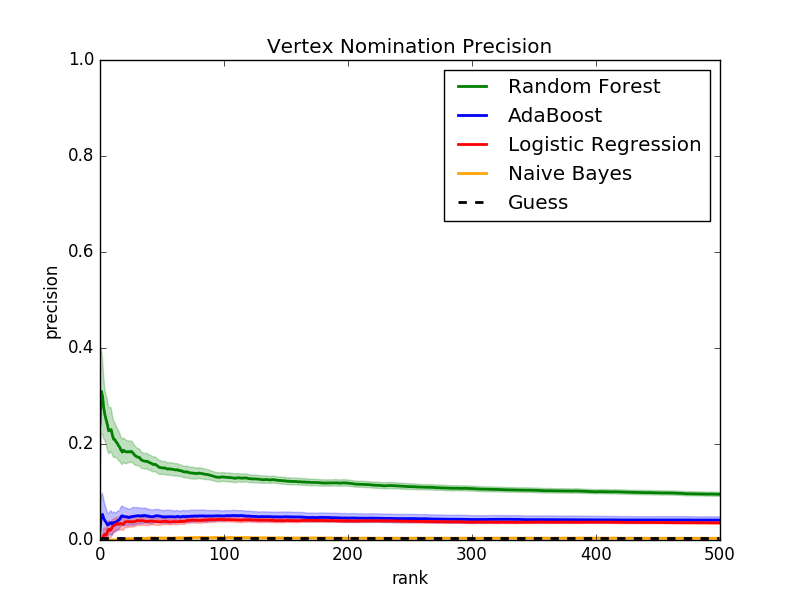 Vertex Nomination Precision
1.0
0.8
0.6
0.4
0.2
0.0
precision
Random Forest
AdaBoost
Logistic Regression
Naive Bayes
Guess
0 100 200 300 400 500
rank